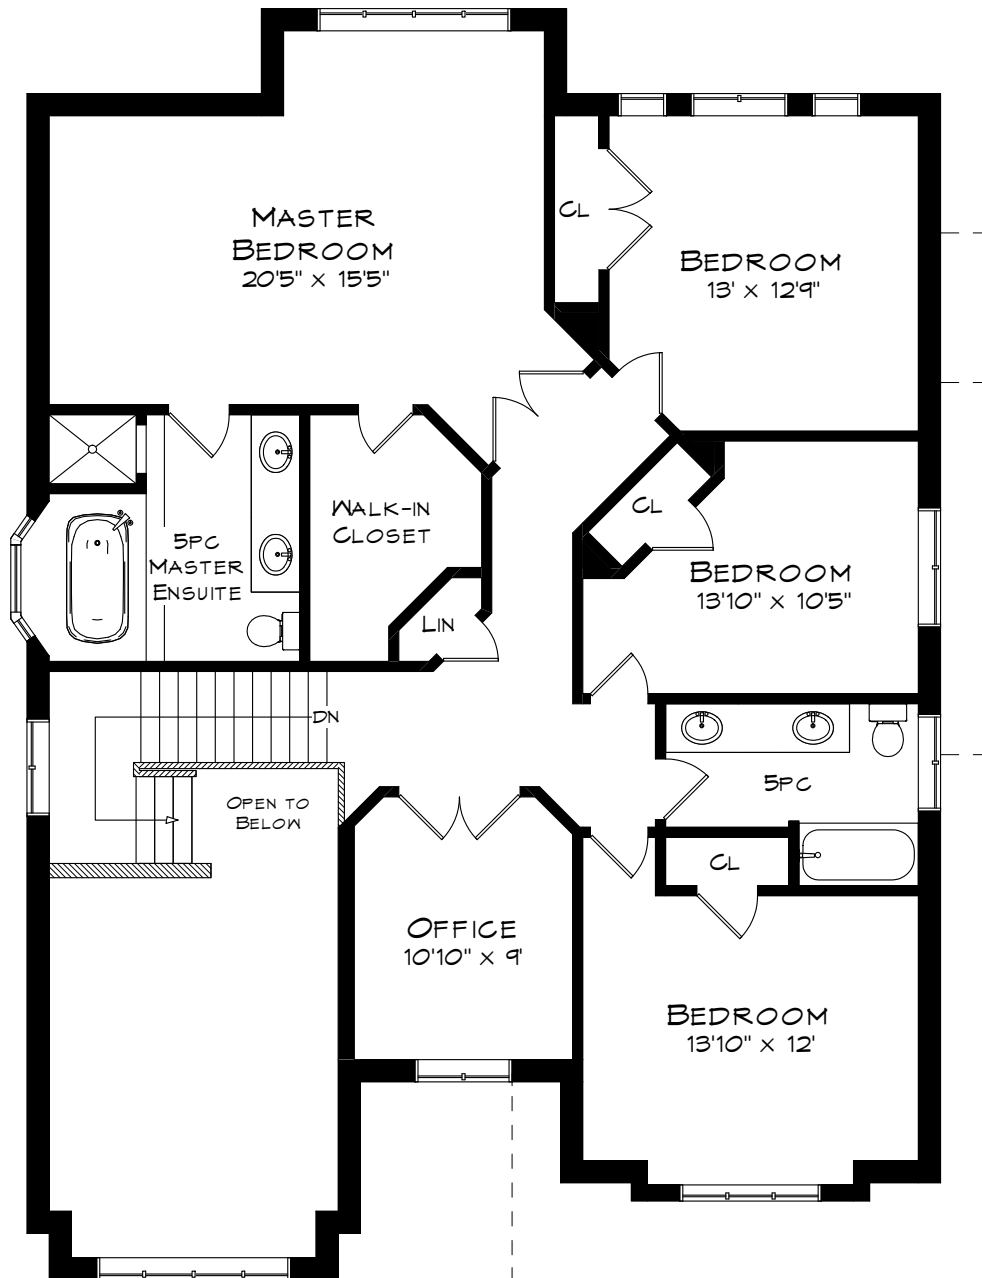 MASTER
BEDROOM
20'5" x 15'5"
CL
BEDROOM
13' x 12'9"
WALK-IN
CLOSET
CL
5PC
MASTER
ENSUITE
BEDROOM
13'10" x 10'5"
LIN
DN
OPEN TO
BELOW
5PC
CL
OFFICE
10'10" x 9'
BEDROOM
13'10" x 12'